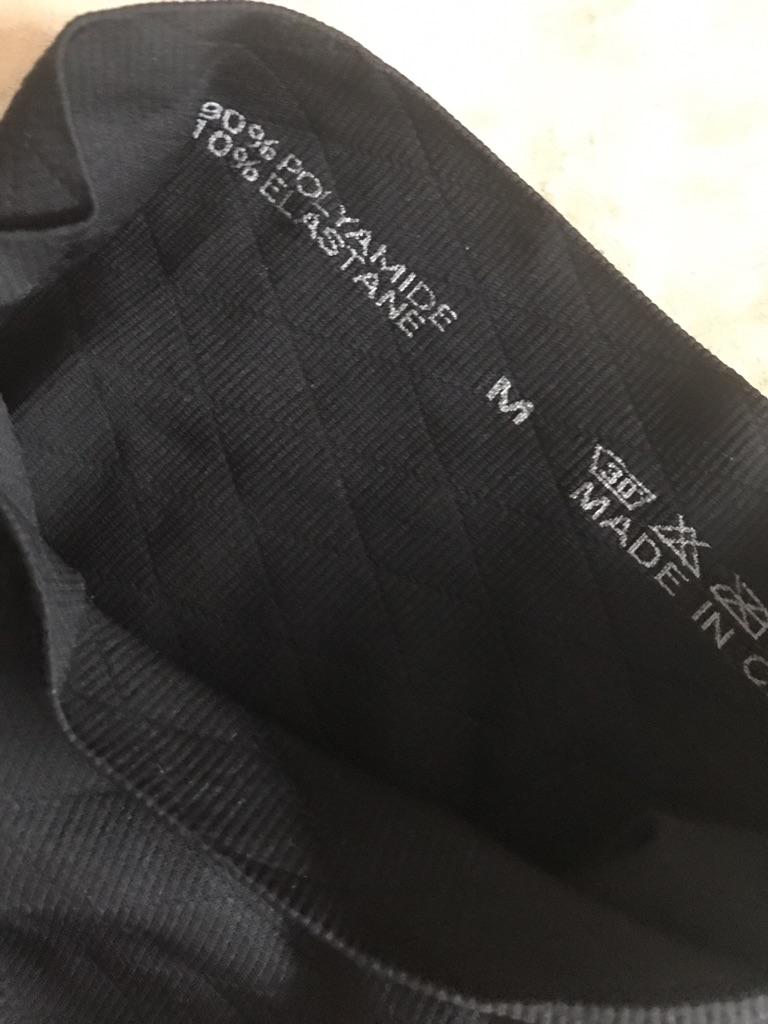 90% POLYAMIDE
10% ELASTANE
M
30
MADE IN C